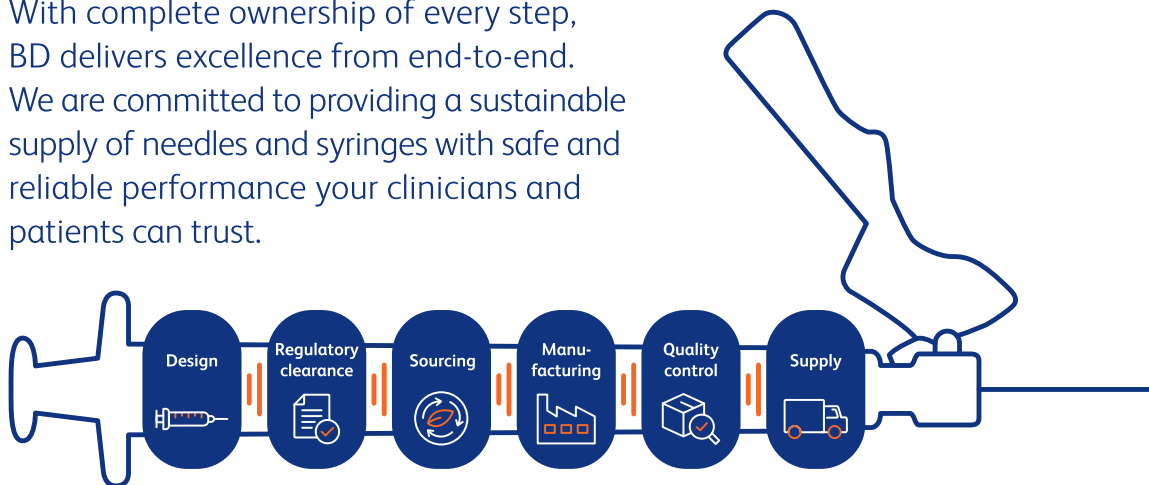 With complete ownership of every step,
BD delivers excellence from end-to-end.
We are committed to providing a sustainable
supply of needles and syringes with safe and
reliable performance your clinicians and
patients can trust.
Design
Regulatory
clearance
Sourcing
Manu-
facturing
Quality
control
Supply